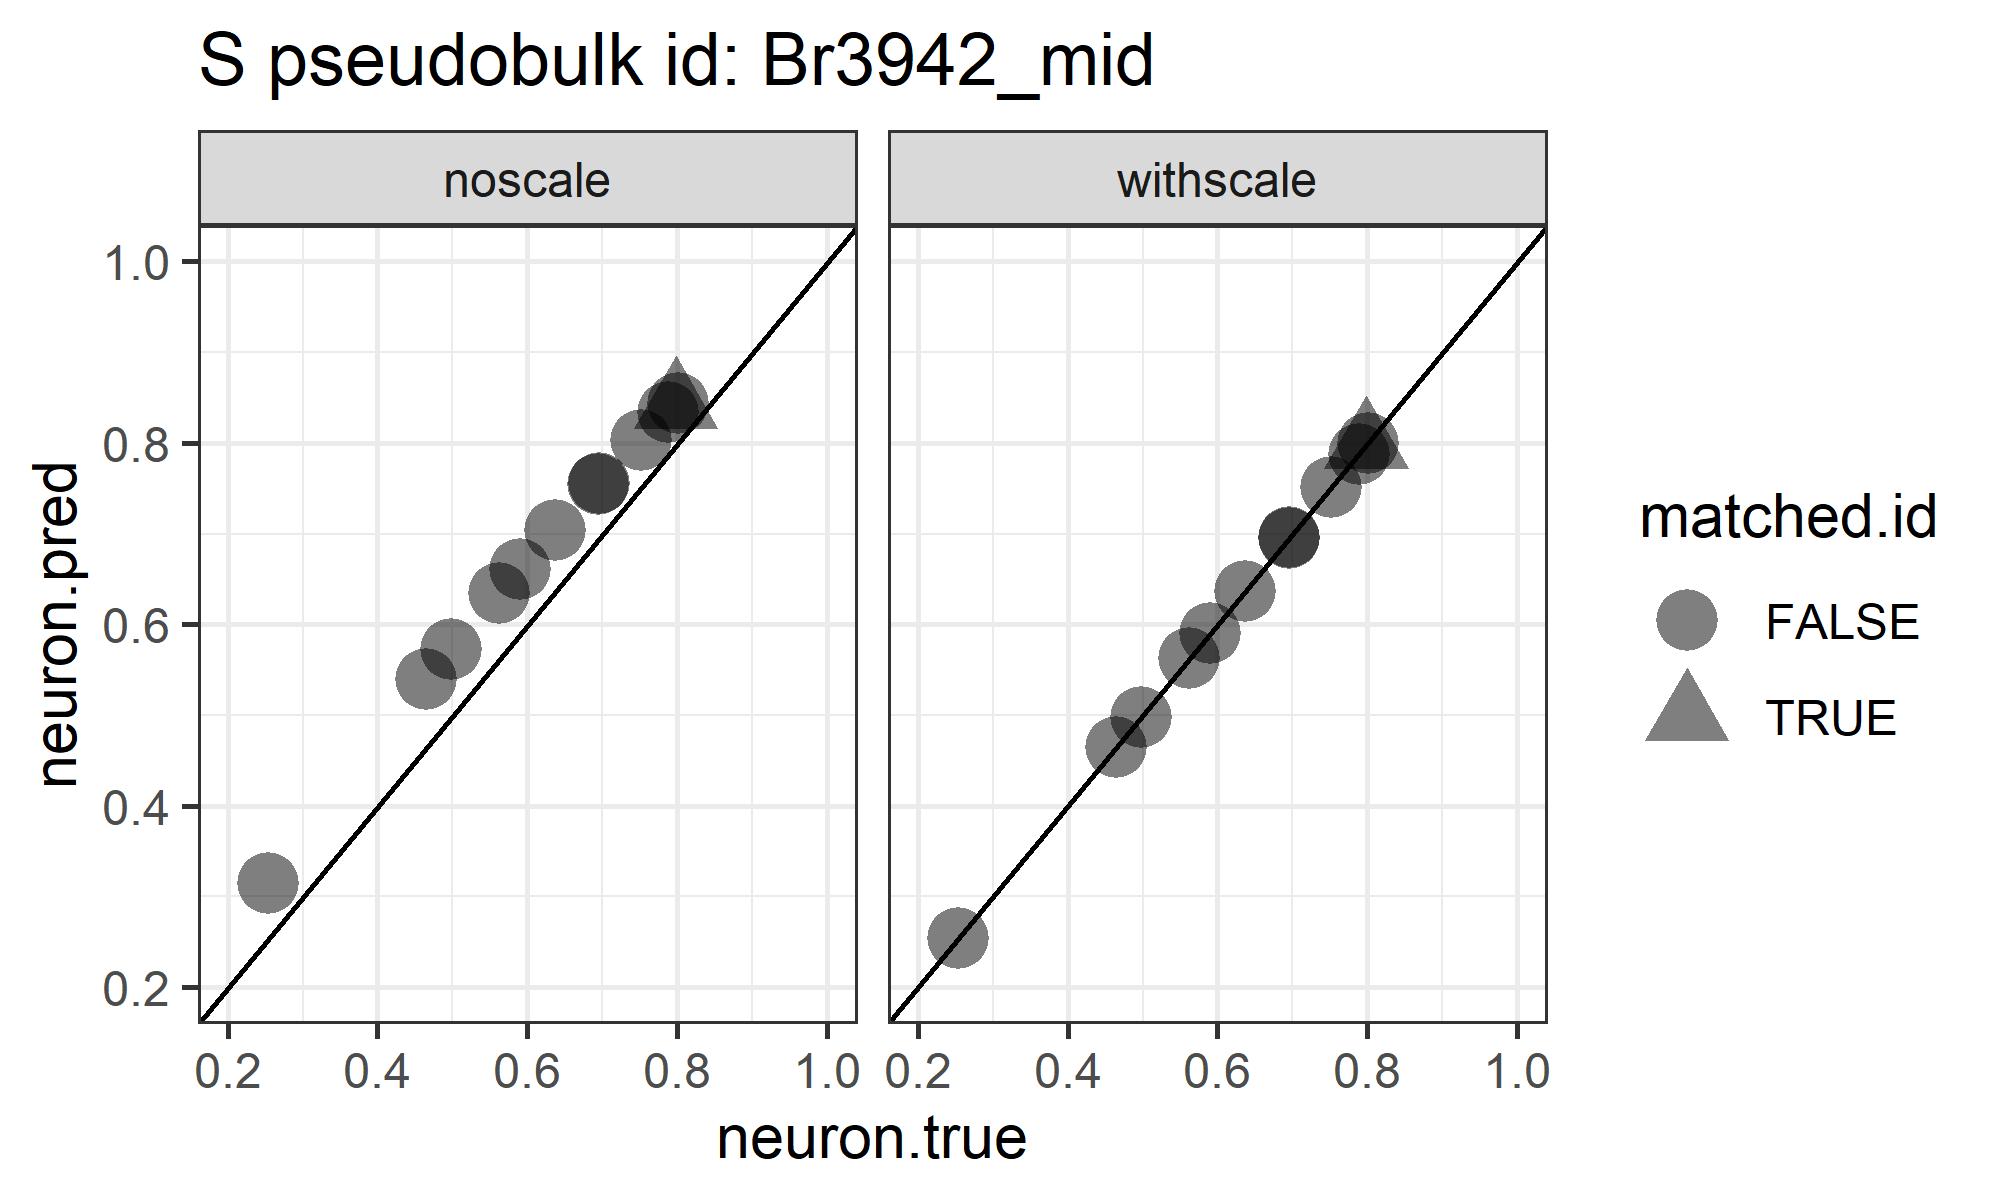 S pseudobulk id: Br3942_mid
noscale
withscale
neuron.pred
1.0
0.8
0.6
0.4
0.2
0.2 0.4 0.6 0.8 1.0
0.2 0.4 0.6 0.8 1.0
neuron.true
matched.id
FALSE
TRUE